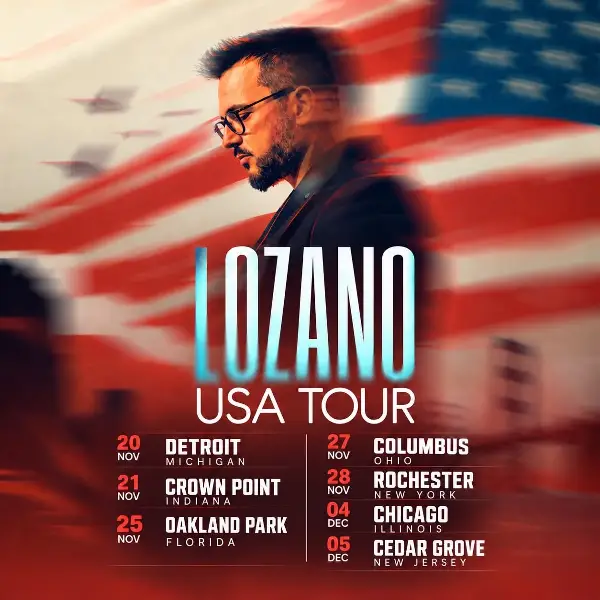 LOZANO
USA TOUR
20 NOV DETROIT
MICHIGAN
21 NOV CROWN POINT
INDIANA
25 NOV OAKLAND PARK
FLORIDA
27 NOV COLUMBUS
OHIO
28 NOV ROCHESTER
NEW YORK
04 DEC CHICAGO
ILLINOIS
05 DEC CEDAR GROVE
NEW JERSEY